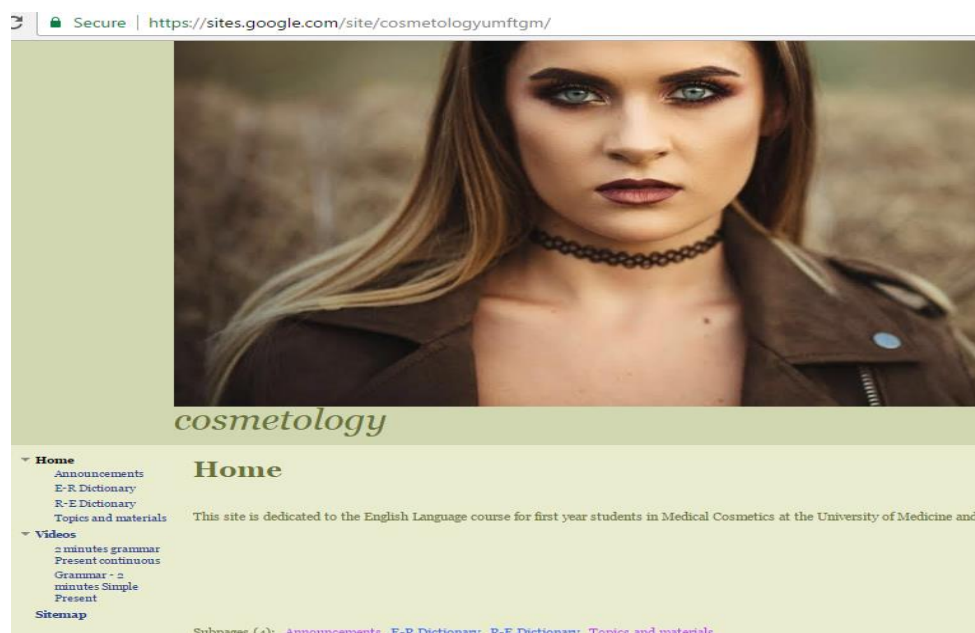 Secure | https://sites.google.com/site/cosmetologyumftgm/
cosmetology
Home
Announcements
E-R Dictionary
R-E Dictionary
Topics and materials
Videos
2 minutes grammar
Present continuous
Grammar - 2
minutes Simple
Present
Sitemap
Home
This site is dedicated to the English Language course for first year students in Medical Cosmetics at the University of Medicine and
Subpages (4): Announcements E-R Dictionary R-E Dictionary Topics and materials